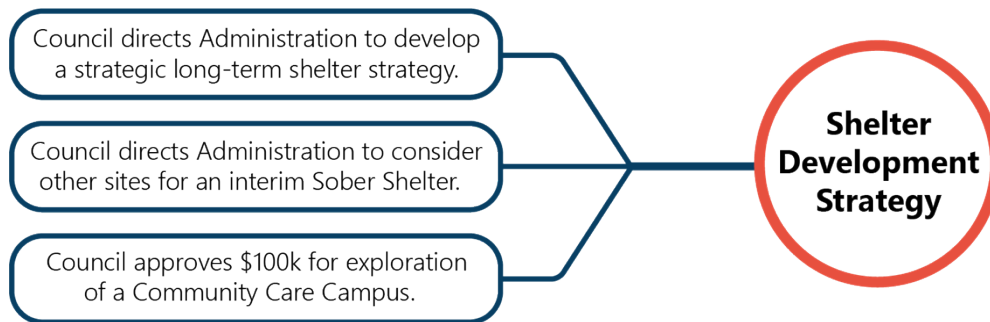 Council directs Administration to develop
a strategic long-term shelter strategy.
Council directs Administration to consider
other sites for an interim Sober Shelter.
Council approves $100k for exploration
of a Community Care Campus.
Shelter
Development
Strategy